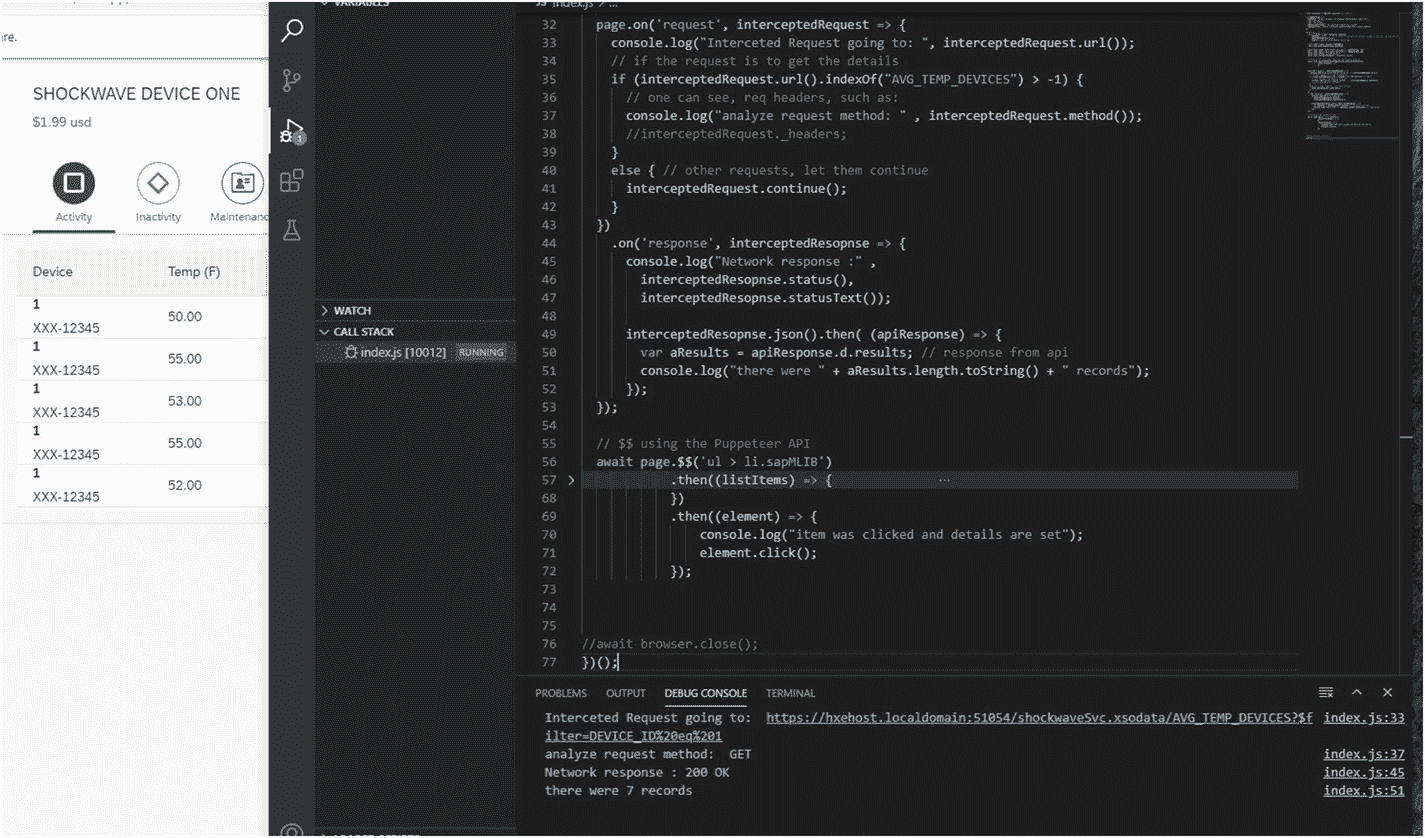 re.
SHOCKWAVE DEVICE ONE
$1.99 usd
Activity
Inactivity
Maintenanc
Device Temp (F)
1
XXX-12345
50.00
1
XXX-12345
55.00
1
XXX-12345
53.00
1
XXX-12345
55.00
1
XXX-12345
52.00
1
VARIABLES
WATCH
CALL STACK
index.js [10012] RUNNING
index.js / ...
32 page.on('request', interceptedRequest => {
33 console.log("Interceted Request going to: ", interceptedRequest.url());
34 // if the request is to get the details
35 if (interceptedRequest.url().indexOf("AVG_TEMP_DEVICES") > -1) {
36 // one can see, req headers, such as:
37 console.log("analyze request method: " , interceptedRequest.method());
38 //interceptedRequest._headers;
39 }
40 else { // other requests, let them continue
41 interceptedRequest.continue();
42 }
43 })
44 .on('response', interceptedResopnse => {
45 console.log("Network response :" ,
46 interceptedResopnse.status(),
47 interceptedResopnse.statusText());
48
49 interceptedResopnse.json().then( (apiResponse) => {
50 var aResults = apiResponse.d.results; // response from api
51 console.log("there were " + aResults.length.toString() + " records");
52 });
53 });
54
55 // $$ using the Puppeteer API
56 await page.$$('ul > li.sapMLIB')
57 .then((listItems) => { ...
68 })
69 .then((element) => {
70 console.log("item was clicked and details are set");
71 element.click();
72 });
73
74
75
76 //await browser.close();
77 })();
PROBLEMS OUTPUT DEBUG CONSOLE TERMINAL
Interceted Request going to: https://hxehost.localdomain:51054/shockwaveSvc.xsodata/AVG_TEMP_DEVICES?$f index.js:33
ilter=DEVICE_ID%20eq%201
analyze request method: GET index.js:37
Network response : 200 OK index.js:45
there were 7 records index.js:51